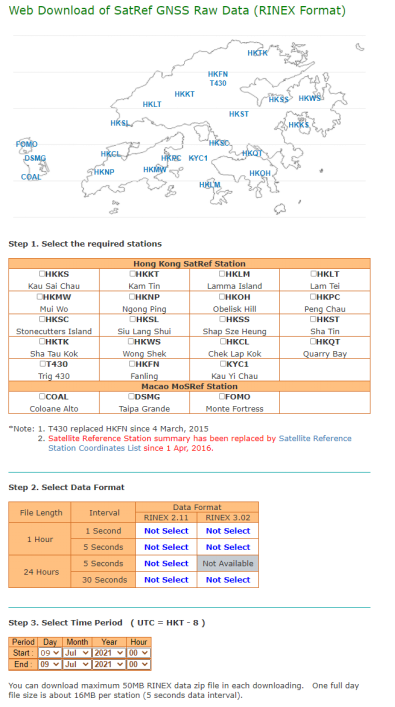 Web Download of SatRef GNSS Raw Data (RINEX Format)
HKTK
HKFN
T430
HKKT
HKSS HKWS
HKLT
HKST
HKSL
HKKS
HKSC
FOMO
HKQT
HKCL
HKPC KYC1
DSMG
HKMW
HKNP
HKOH
COAL
HKLM
Step 1. Select the required stations
Hong Kong SatRef Station
HKKS HKKT HKLM HKLT
Kau Sai Chau Kam Tin Lamma Island Lam Tei
HKMW HKNP HKOH HKPC
Mui Wo Ngong Ping Obelisk Hill Peng Chau
HKSC HKSL HKSS HKST
Stonecutters Island Siu Lang Shui Shap Sze Heung Sha Tin
HKTK HKWS HKCL HKQT
Sha Tau Kok Wong Shek Chek Lap Kok Quarry Bay
T430 HKFN KYC1
Trig 430 Fanling Kau Yi Chau
Macao MoSRef Station
COAL DSMG FOMO
Coloane Alto Taipa Grande Monte Fortress
*Note: 1. T430 replaced HKFN since 4 March, 2015
2. Satellite Reference Station summary has been replaced by Satellite Reference
Station Coordinates List since 1 Apr, 2016.
Step 2. Select Data Format
File Length Interval Data Format
RINEX 2.11 RINEX 3.02
1 Hour 1 Second Not Select Not Select
5 Seconds Not Select Not Select
24 Hours 5 Seconds Not Select Not Available
30 Seconds Not Select Not Select
Step 3. Select Time Period ( UTC = HKT - 8 )
Period Day Month Year Hour
Start : 09 Jul 2021 00
End : 09 Jul 2021 00
You can download maximum 50MB RINEX data zip file in each downloading. One full day
file size is about 16MB per station (5 seconds data interval).